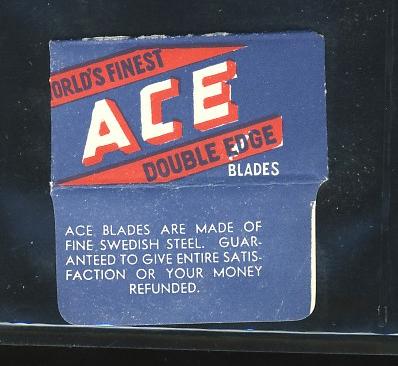 ORLD'S FINEST
ACE
DOUBLE EDGE
BLADES
ACE BLADES ARE MADE OF
FINE SWEDISH STEEL. GUAR-
ANTEED TO GIVE ENTIRE SATIS-
FACTION OR YOUR MONEY
REFUNDED.